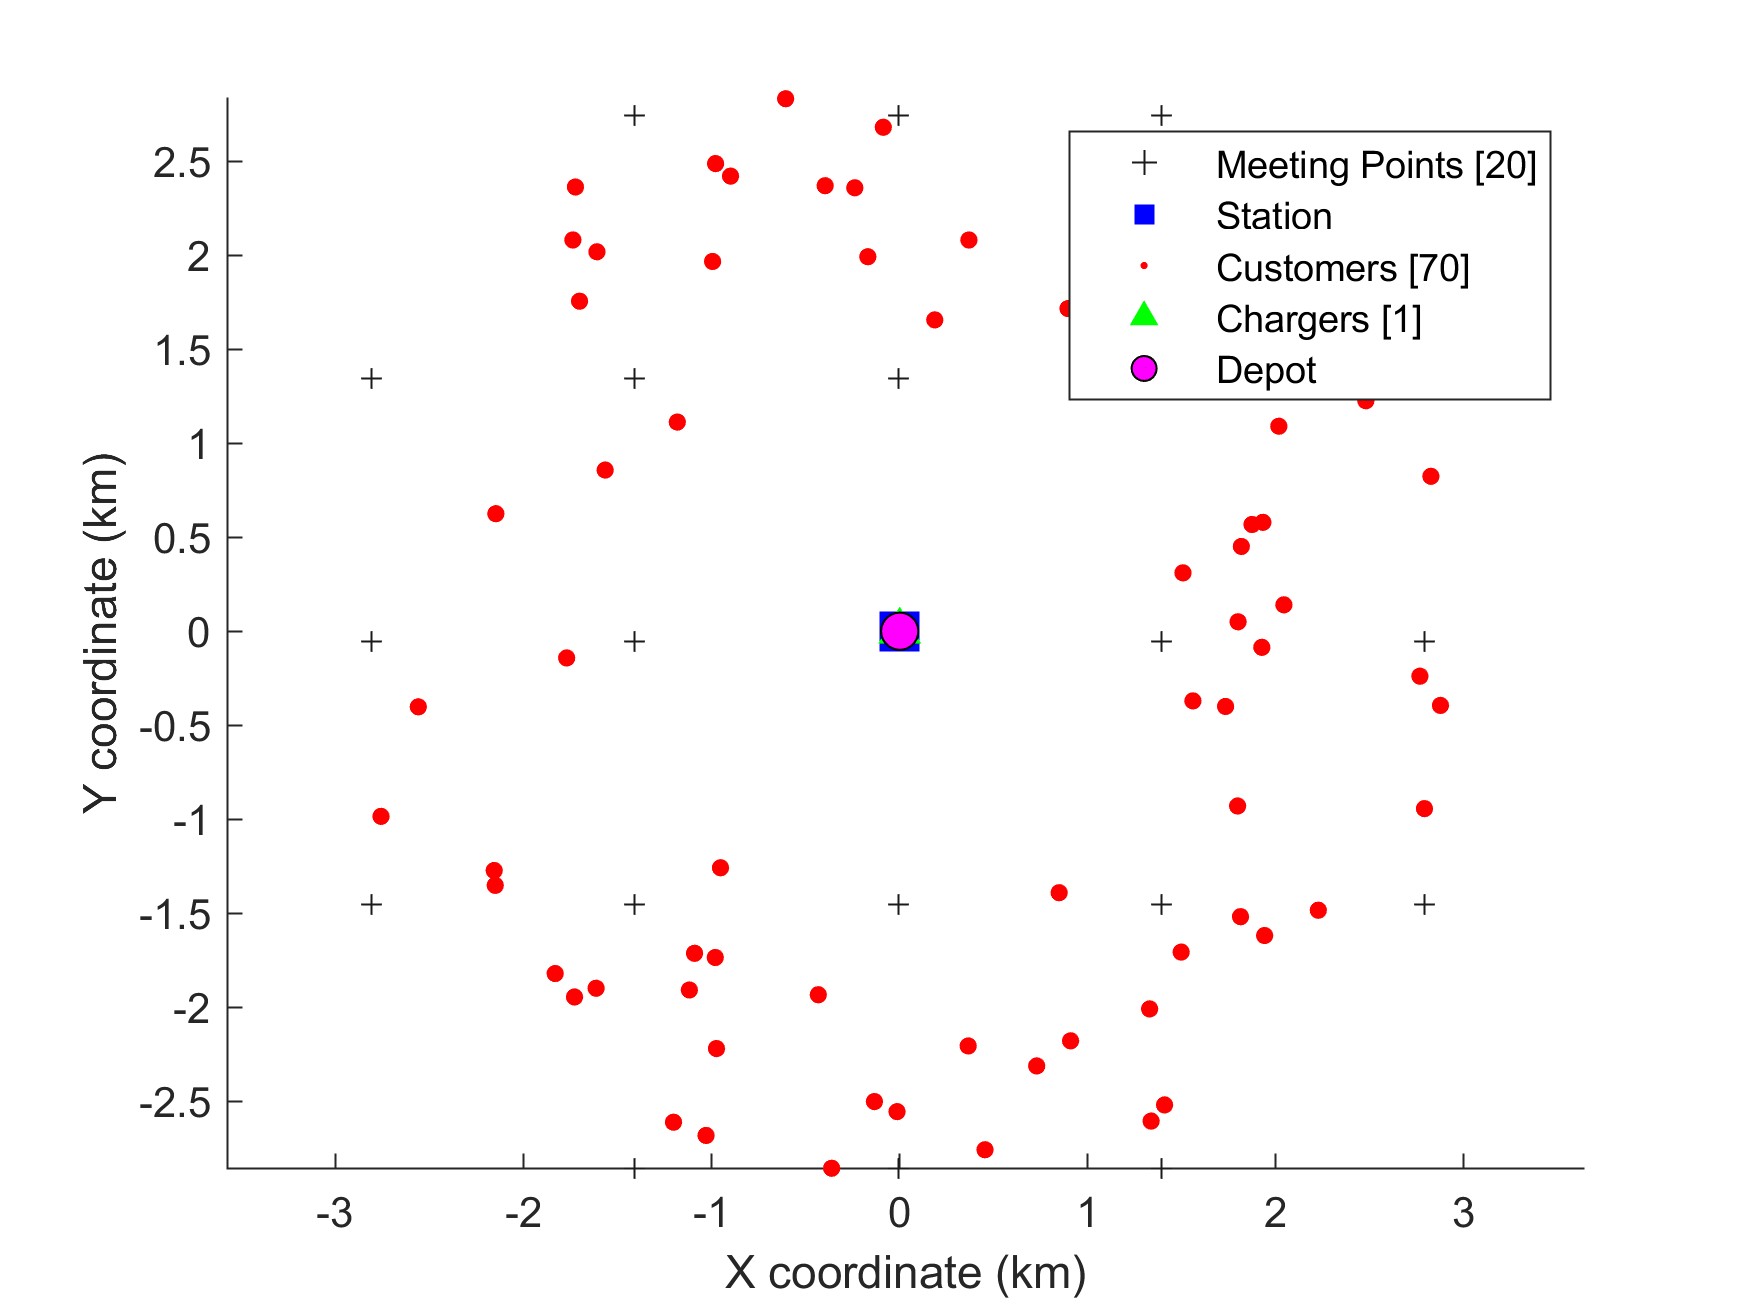 2.5
2
1.5
1
0.5
0
-0.5
-1
-1.5
-2
-2.5
Y coordinate (km)
Meeting Points [20]
Station
Customers [70]
Chargers [1]
Depot
-3 -2 -1 0 1 2 3
X coordinate (km)